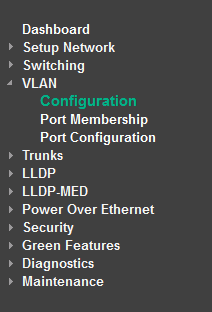 Dashboard
Setup Network
Switching
VLAN
Configuration
Port Membership
Port Configuration
Trunks
LLDP
LLDP-MED
Power Over Ethernet
Security
Green Features
Diagnostics
Maintenance